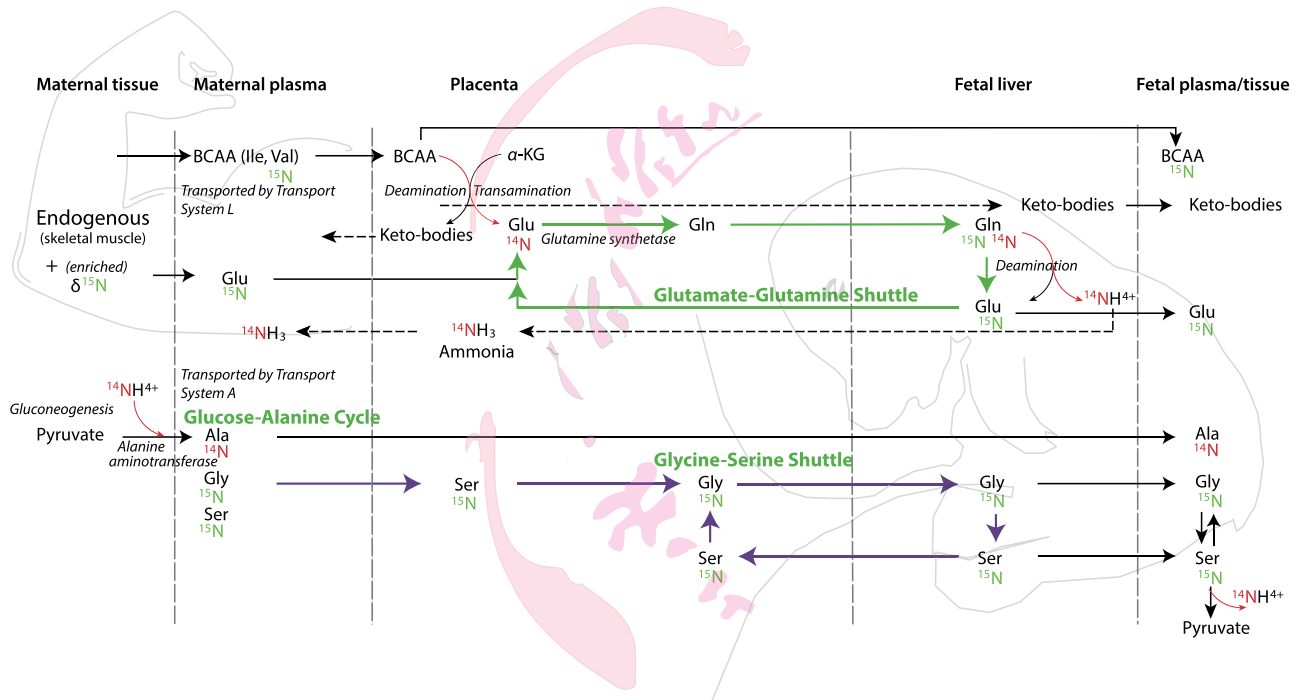 Maternal tissue
Maternal plasma
Placenta
Fetal liver
Fetal plasma/tissue
BCAA (Ile, Val)
15N
BCAA
α-KG
BCAA
15N
Transported by Transport
System L
Deamination
Transamination
Endogenous
(skeletal muscle)
+ (enriched)
δ15N
Keto-bodies
Glu
14N
Glutamine synthetase
Gln
Keto-bodies
Keto-bodies
Gln
15N 14N
Deamination
Glu
15N
Glutamate-Glutamine Shuttle
Glu
15N
14NH4+
Glu
15N
14NH3
14NH3
Ammonia
Transported by Transport
System A
14NH4+
Gluconeogenesis
Pyruvate
Alanine
aminotransferase
Glucose-Alanine Cycle
Ala
14N
Ala
14N
Gly
15N
Ser
15N
Glycine-Serine Shuttle
Ser
15N
Gly
15N
Gly
15N
Gly
15N
Ser
15N
Ser
15N
Ser
15N
14NH4+
Pyruvate